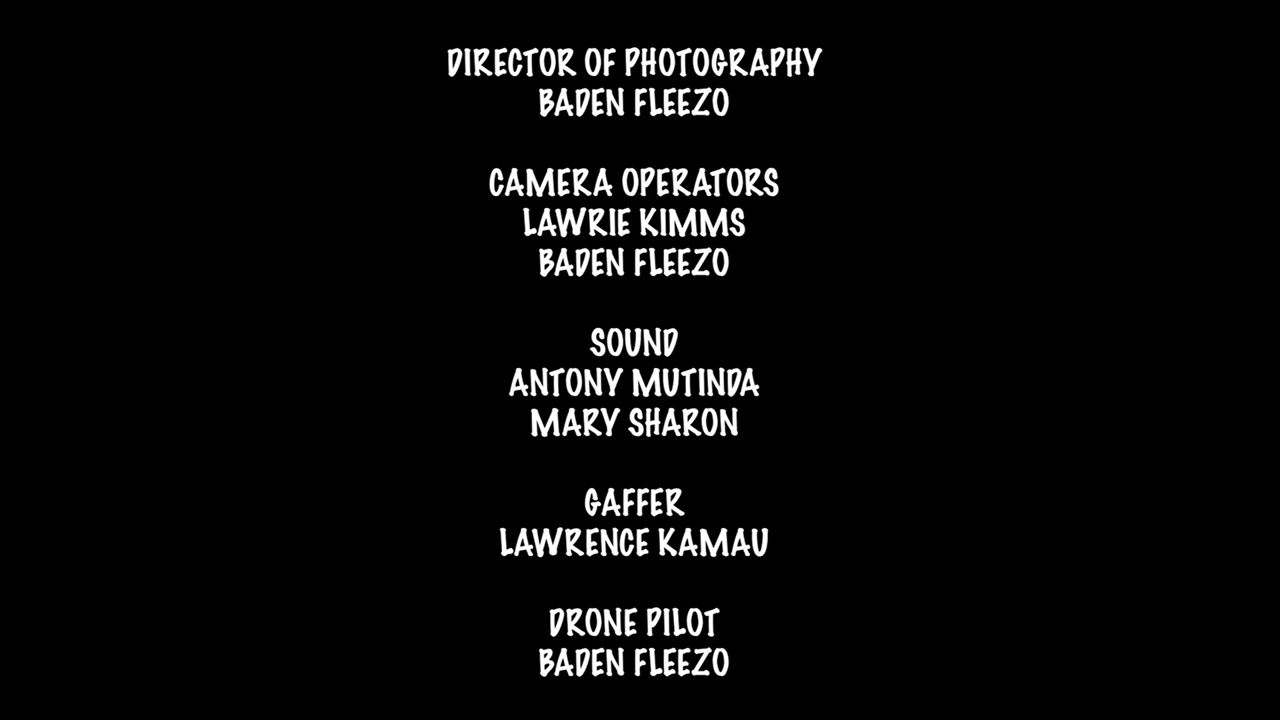 DIRECTOR OF PHOTOGRAPHY
BADEN FLEEZO
CAMERA OPERATORS
LAWRIE KIMMS
BADEN FLEEZO
SOUND
ANTONY MUTINDA
MARY SHARON
GAFFER
LAWRENCE KAMAU
DRONE PILOT
BADEN FLEEZO